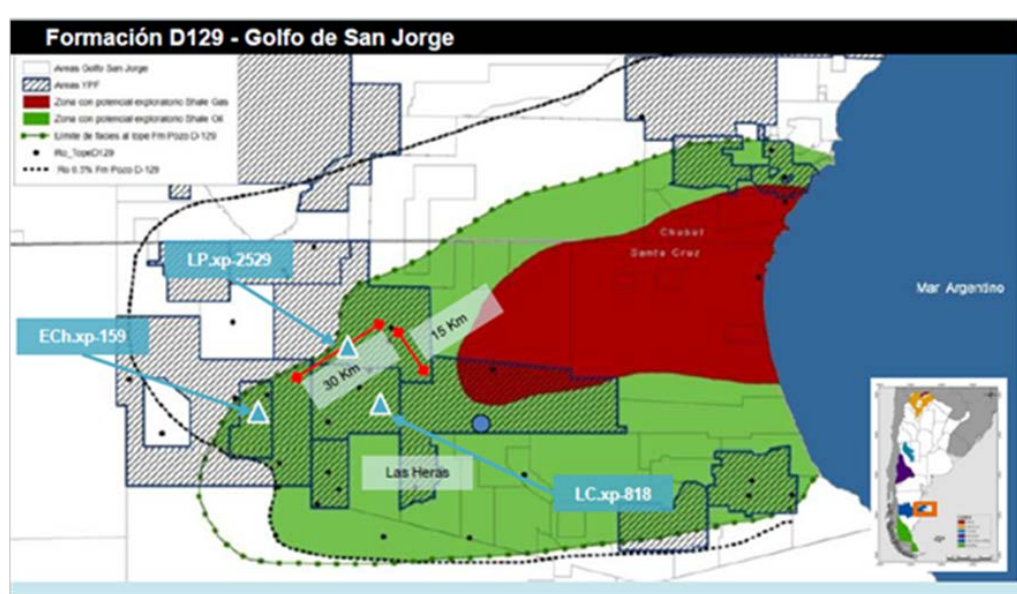 Formación D129 - Golfo de San Jorge
Areas Golfo San Jorge
Areas YPF
Zona con potencial exploratorio Shale Gas
Zona con potencial exploratorio Shale Oil
Limite de facies al tope Fm Pozo D-129
Ro_TopeD129
Ro 0.5% Fm Pozo D-129
Chubut
Santa Cruz
LP.xp-2529
Mar Argentino
ECh.xp-159
15 Km
30 Km
Las Heras
LC.xp-818